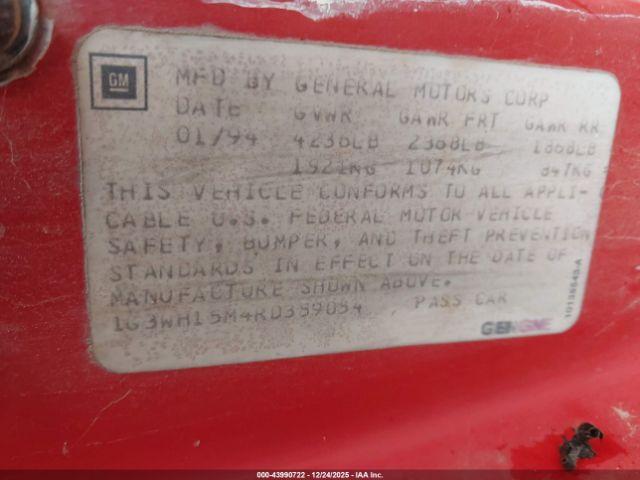 GM
MFD BY GENERAL MOTORS CORP
DATE GVWR GAWR FRT GAWR RR
01/94 4236LB 2368LB 1868LB
1921KG 1074KG 847KG
THIS VEHICLE CONFORMS TO ALL APPLI-
CABLE U.S. FEDERAL MOTOR VEHICLE
SAFETY, BUMPER, AND THEFT PREVENTION
STANDARDS IN EFFECT ON THE DATE OF
MANUFACTURE SHOWN ABOVE.
1G3WH15M4RD359054 PASS CAR
000-43990722 - 12/24/2025 - IAA Inc.